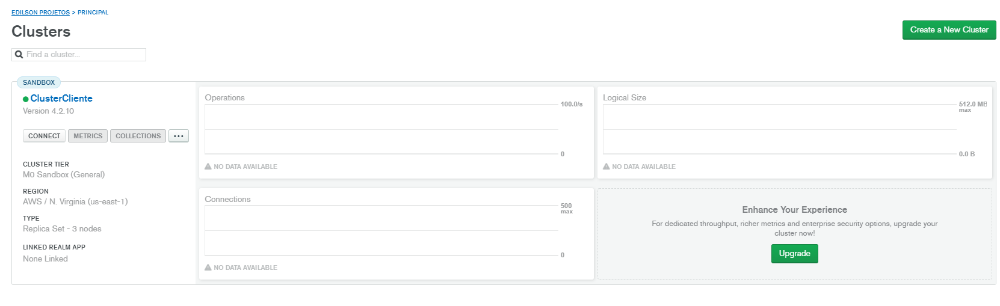 EDILSON PROJETOS > PRINCIPAL
Clusters
Create a New Cluster
Find a cluster...
SANDBOX
ClusterCliente
Version 4.2.10
CONNECT METRICS COLLECTIONS ...
CLUSTER TIER
M0 Sandbox (General)
REGION
AWS / N. Virginia (us-east-1)
TYPE
Replica Set - 3 nodes
LINKED REALM APP
None Linked
Operations
100.0/s
0
NO DATA AVAILABLE
Logical Size
512.0 MB
max
0.0 B
NO DATA AVAILABLE
Connections
500
max
0
NO DATA AVAILABLE
Enhance Your Experience
For dedicated throughput, richer metrics and enterprise security options, upgrade your
cluster now!
Upgrade